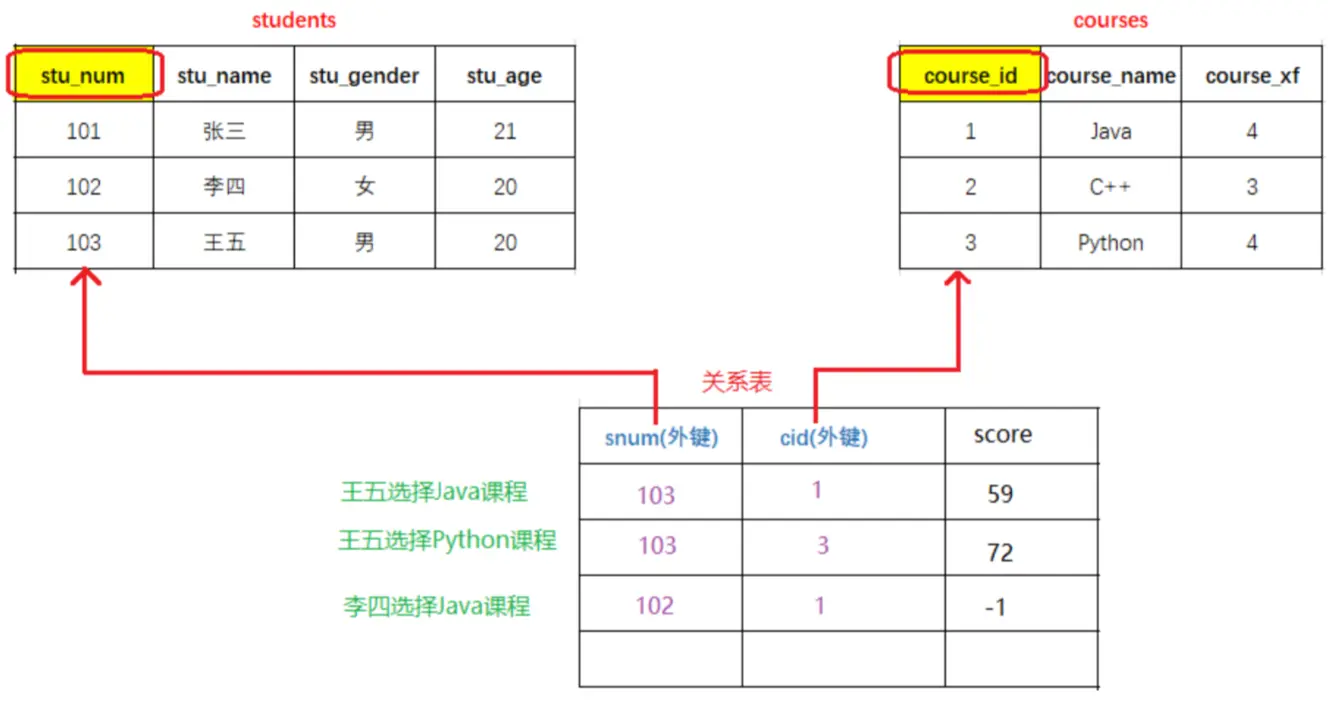 students
stu_num stu_name stu_gender stu_age
101 张三 男 21
102 李四 女 20
103 王五 男 20
courses
course_id course_name course_xf
1 Java 4
2 C++ 3
3 Python 4
关系表
snum(外键) cid(外键) score
王五选择Java课程 103 1 59
王五选择Python课程 103 3 72
李四选择Java课程 102 1 -1